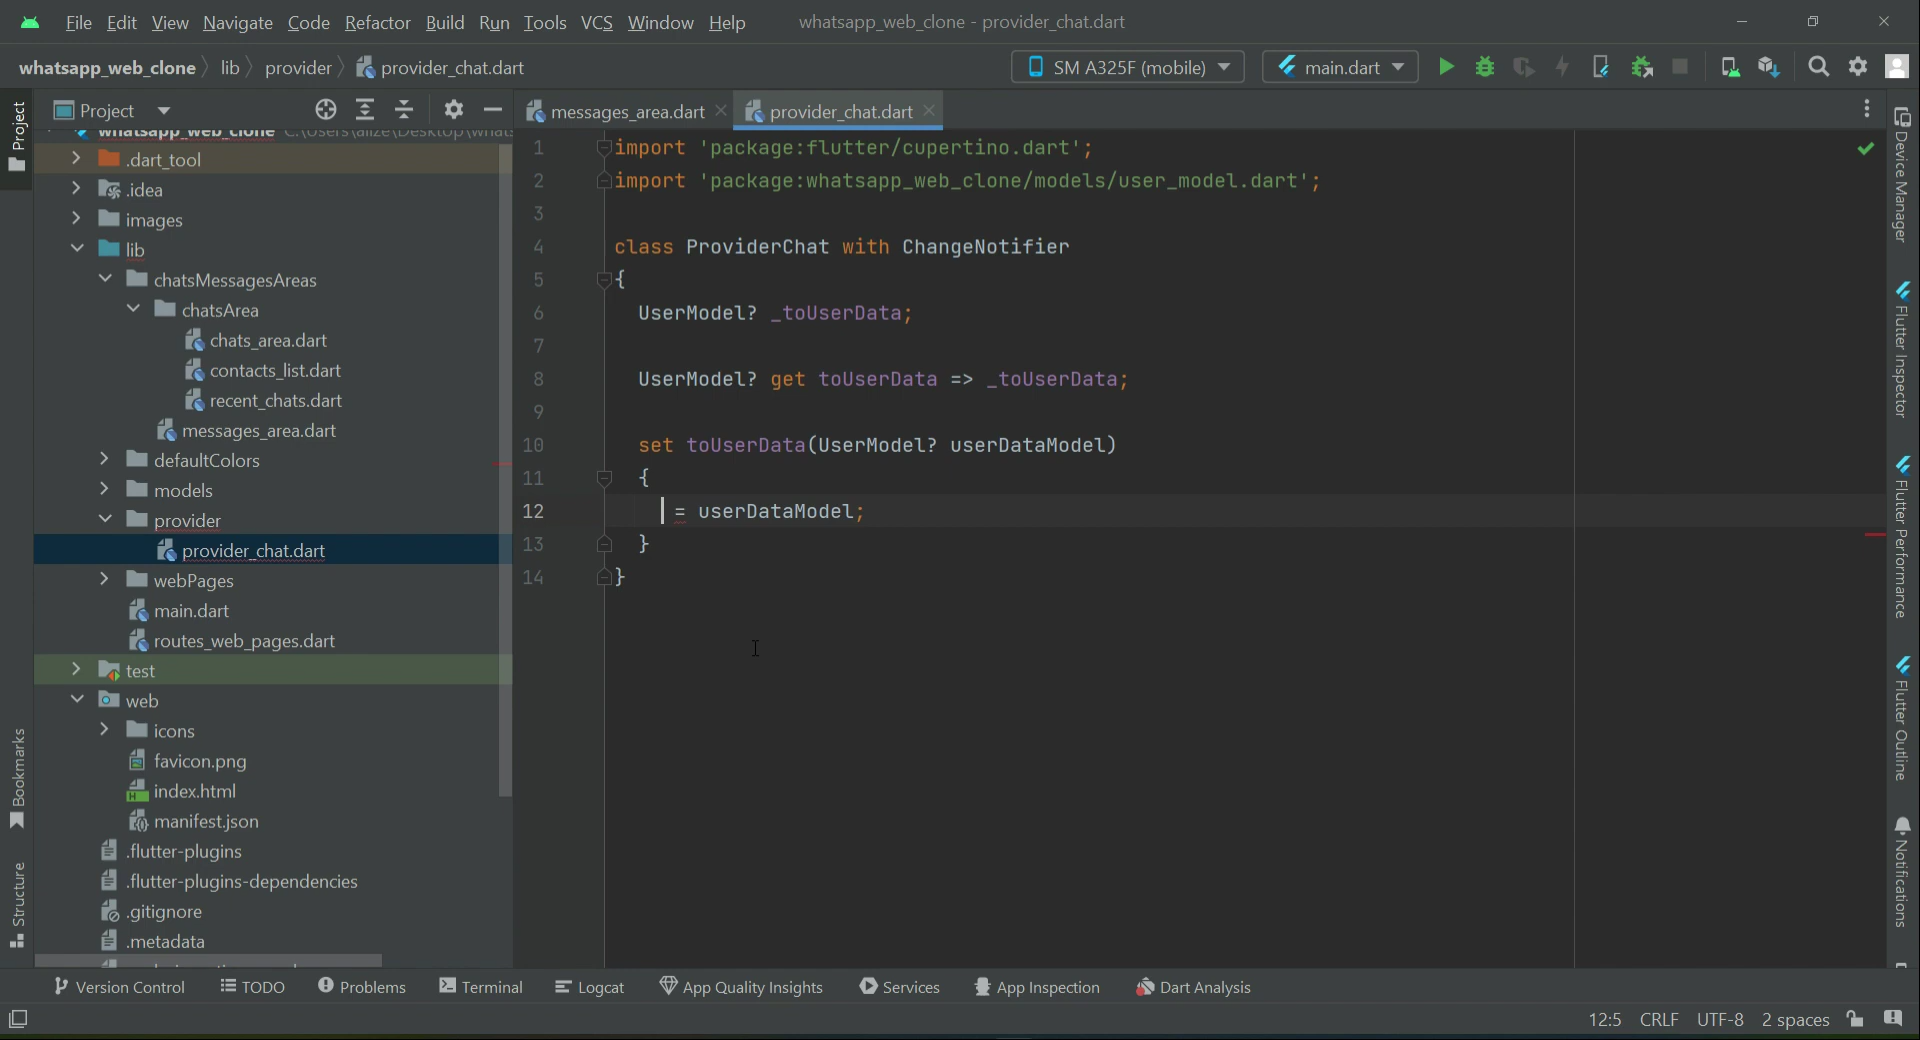 File Edit View Navigate Code Refactor Build Run Tools VCS Window Help whatsapp_web_clone - provider_chat.dart
whatsapp_web_clone lib provider provider_chat.dart SM A325F (mobile) main.dart
Project messages_area.dart provider_chat.dart
whatsapp_web_clone
.dart_tool
.idea
images
lib
chatsMessagesAreas
chatsArea
chats_area.dart
contacts_list.dart
recent_chats.dart
messages_area.dart
defaultColors
models
provider
provider_chat.dart
webPages
main.dart
routes_web_pages.dart
test
web
icons
favicon.png
index.html
manifest.json
.flutter-plugins
.flutter-plugins-dependencies
.gitignore
.metadata
1 import 'package:flutter/cupertino.dart';
2 import 'package:whatsapp_web_clone/models/user_model.dart';
3
4 class ProviderChat with ChangeNotifier
5 {
6 UserModel? _toUserData;
7
8 UserModel? get toUserData => _toUserData;
9
10 set toUserData(UserModel? userDataModel)
11 {
12 = userDataModel;
13 }
14 }
Project
Bookmarks
Structure
Device Manager
Flutter Inspector
Flutter Performance
Flutter Outline
Notifications
Version Control TODO Problems Terminal Logcat App Quality Insights Services App Inspection Dart Analysis
12:5 CRLF UTF-8 2 spaces